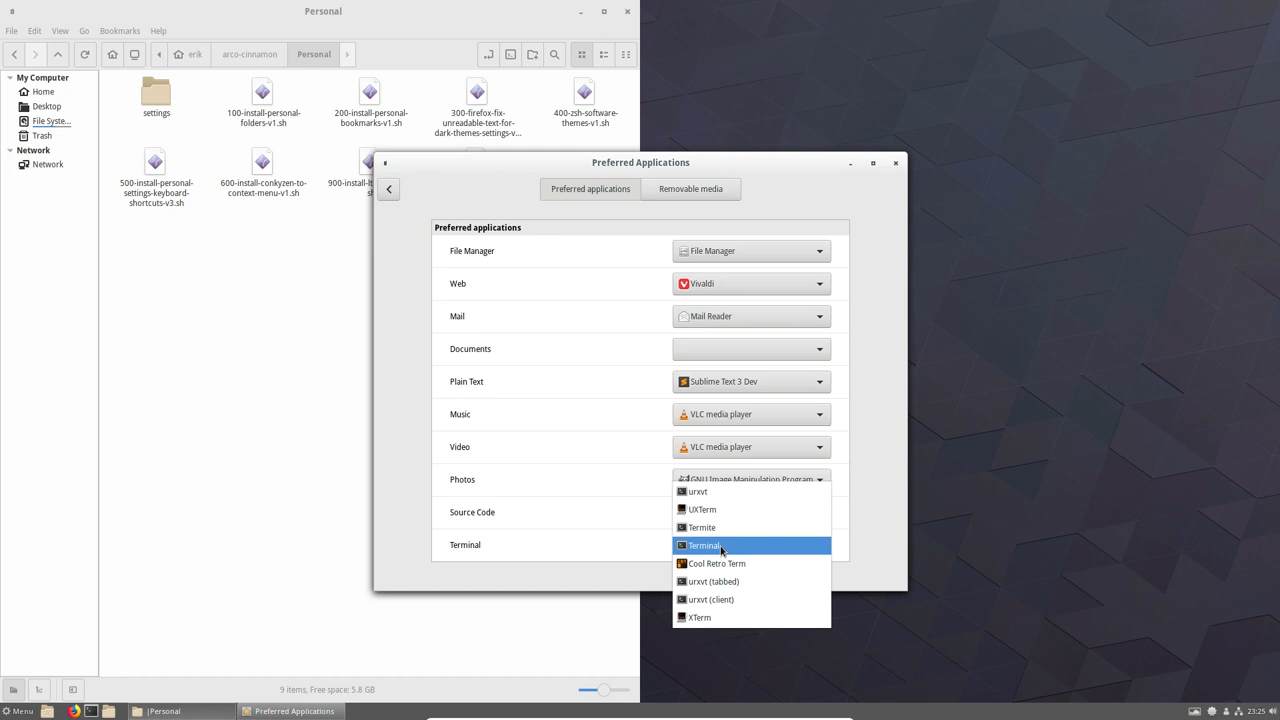 Personal
File Edit View Go Bookmarks Help
erik arco-cinnamon Personal
My Computer
Home
Desktop
File Syste...
Trash
Network
Network
settings
100-install-personal-
folders-v1.sh
200-install-personal-
bookmarks-v1.sh
300-firefox-fix-
unreadable-text-for-
dark-themes-settings-v...
400-zsh-software-
themes-v1.sh
500-install-personal-
settings-keyboard-
shortcuts-v3.sh
600-install-conkyzen-to-
context-menu-v1.sh
Preferred Applications
Preferred applications Removable media
Preferred applications
File Manager File Manager
Web Vivaldi
Mail Mail Reader
Documents
Plain Text Sublime Text 3 Dev
Music VLC media player
Video VLC media player
Photos GNU Image Manipulation Program
Source Code
Terminal
urxvt
UXTerm
Termite
Terminal
Cool Retro Term
urxvt (tabbed)
urxvt (client)
XTerm
9 items, Free space: 5.8 GB
Menu Personal Preferred Applications 23:25